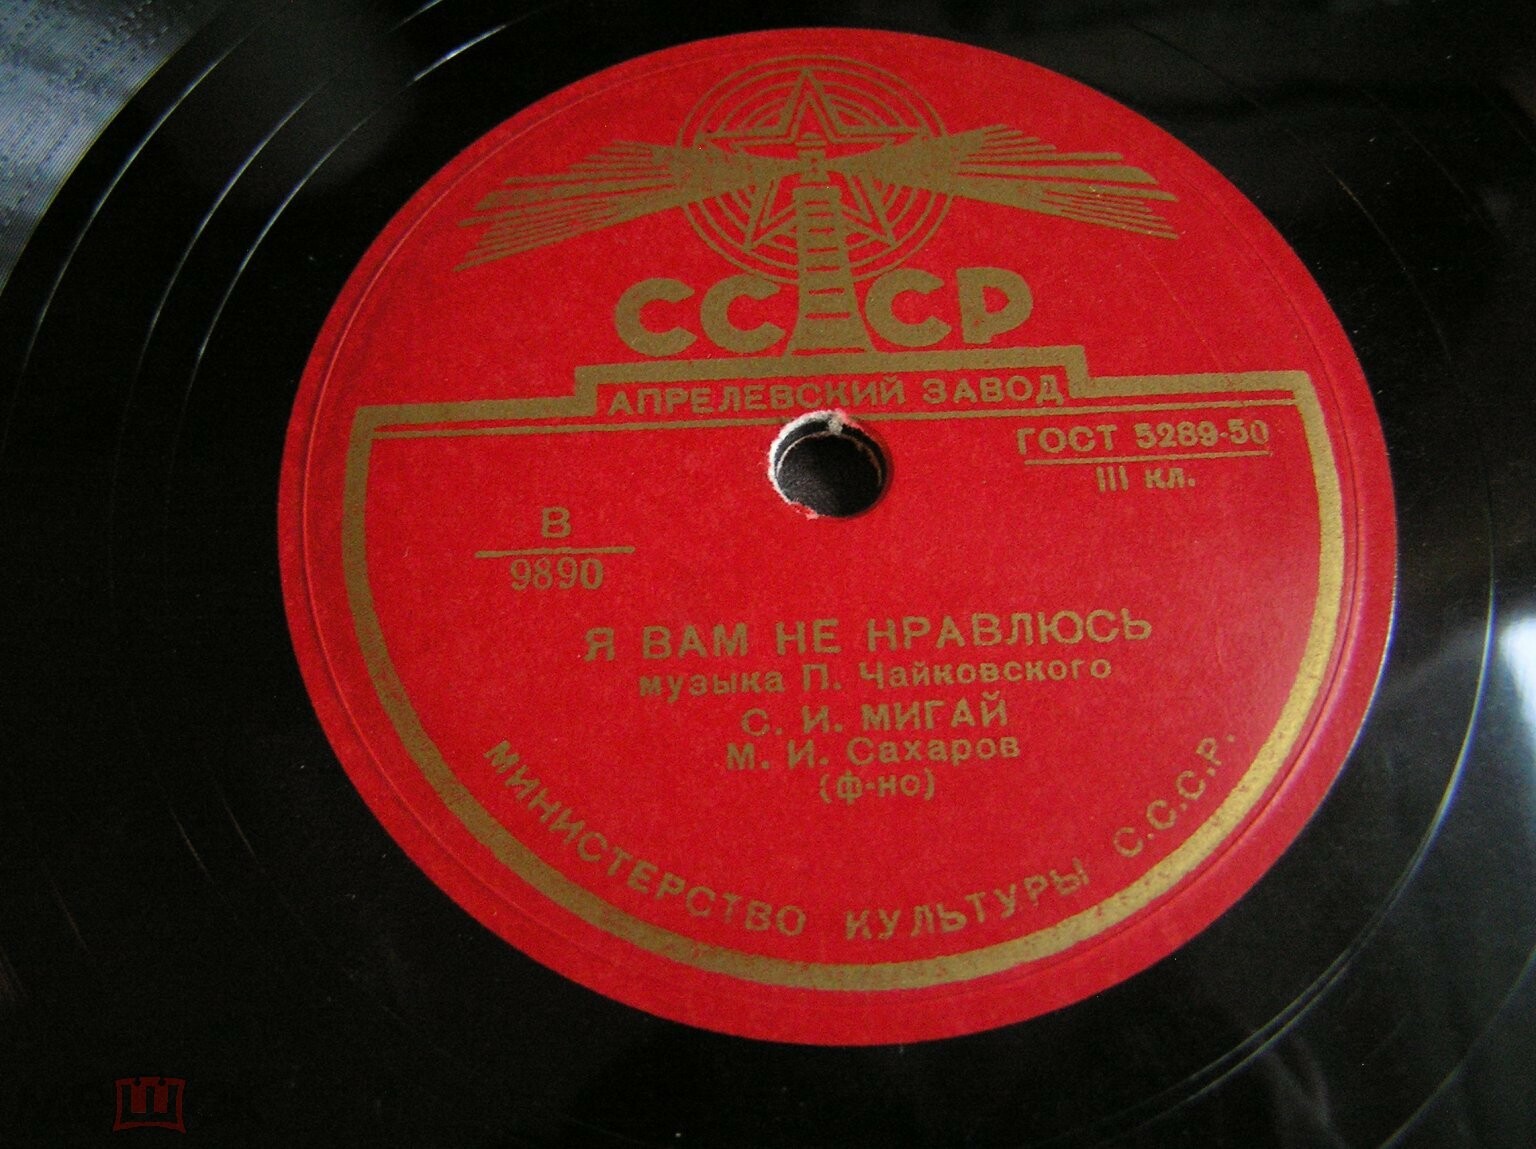 СССР
АПРЕЛЕВСКИЙ ЗАВОД
ГОСТ 5289-50
III кл.
В
9890
Я ВАМ НЕ НРАВЛЮСЬ
музыка П. Чайковского
С. И. МИГАЙ
М. И. Сахаров
(ф-но)
МИНИСТЕРСТВО КУЛЬТУРЫ С.С.С.Р.